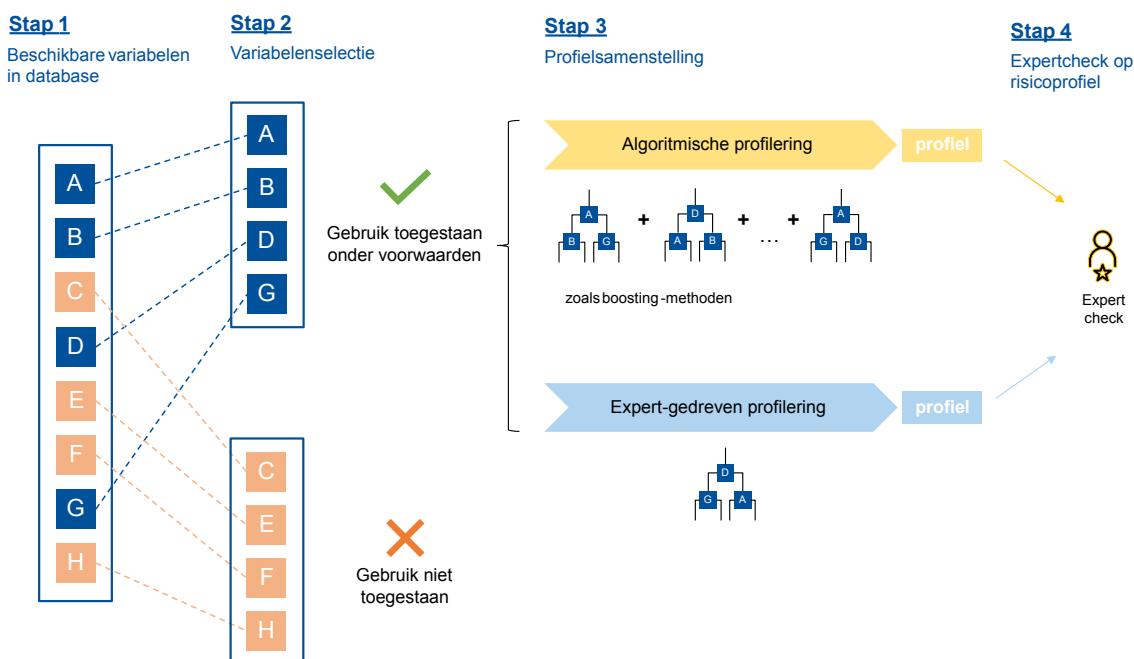 Stap 1
Beschikbare variabelen
in database
A
B
C
D
E
F
G
H
Stap 2
Variabelenselectie
A
B
D
G
Gebruik toegestaan
onder voorwaarden
C
E
F
H
Gebruik niet
toegestaan
Stap 3
Profielsamenstelling
Algoritmische profilering
profiel
A
B G
+
D
A B
+
...
+
A
G D
zoals boosting-methoden
Expert-gedreven profilering
profiel
D
G A
Stap 4
Expertcheck op
risicoprofiel
Expert
check